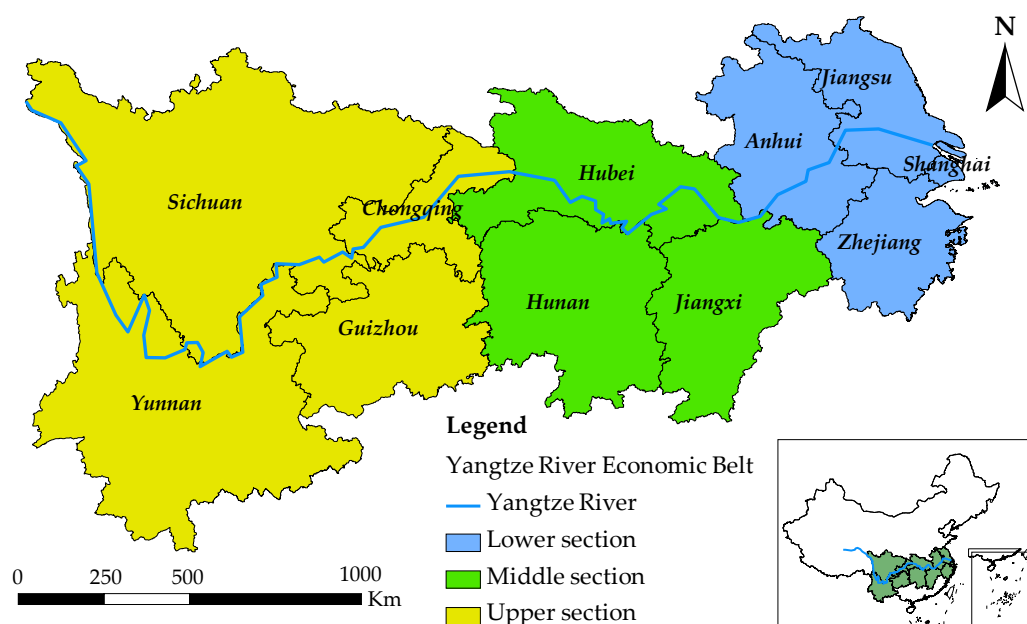 N
Jiangsu
Anhui
Shanghai
Hubei
Sichuan
Chongqing
Zhejiang
Hunan
Jiangxi
Guizhou
Yunnan
Legend
Yangtze River Economic Belt
Yangtze River
Lower section
Middle section
Upper section
0 250 500 1000
Km